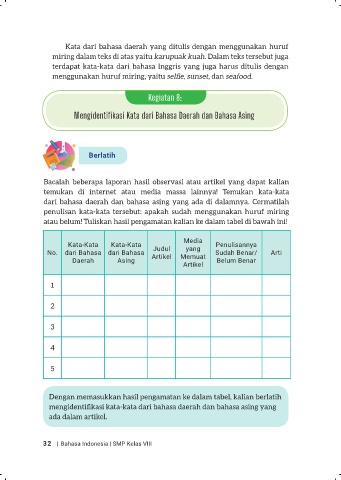 Kata dari bahasa daerah yang ditulis dengan menggunakan huruf
miring dalam teks di atas yaitu karupuak kuah. Dalam teks tersebut juga
terdapat kata-kata dari bahasa Inggris yang juga harus ditulis dengan
menggunakan huruf miring, yaitu selfie, sunset, dan seafood.
Kegiatan 8:
Mengidentifikasi Kata dari Bahasa Daerah dan Bahasa Asing
Berlatih
Bacalah beberapa laporan hasil observasi atau artikel yang dapat kalian
temukan di internet atau media massa lainnya! Temukan kata-kata
dari bahasa daerah dan bahasa asing yang ada di dalamnya. Cermatilah
penulisan kata-kata tersebut: apakah sudah menggunakan huruf miring
atau belum! Tuliskan hasil pengamatan kalian ke dalam tabel di bawah ini!
No.
Kata-Kata
dari Bahasa
Daerah
Kata-Kata
dari Bahasa
Asing
Judul
Artikel
Media
yang
Memuat
Artikel
Penulisannya
Sudah Benar/
Belum Benar
Arti
1
2
3
4
5
Dengan memasukkan hasil pengamatan ke dalam tabel, kalian berlatih
mengidentifikasi kata-kata dari bahasa daerah dan bahasa asing yang
ada dalam artikel.
32 | Bahasa Indonesia | SMP Kelas VIII